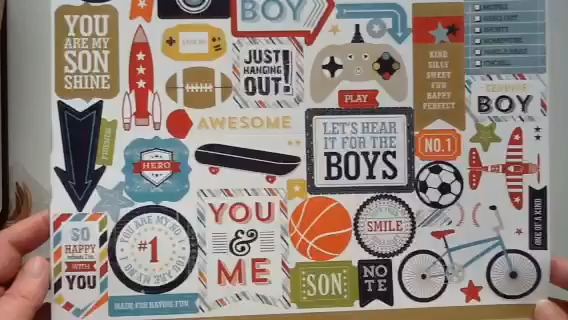 BOY
YOU
ARE MY
SON
SHINE
JUST
HANGING
OUT!
PLAY
KIND
SILLY
SWEET
FUN
HAPPY
PERFECT
GENUINE
BOY
AWESOME
LET'S HEAR
IT FOR THE
BOYS
NO.1
HERO
SO
HAPPY
WITH
YOU
YOU ARE MY #1
YOU
&
ME
SMILE
SON
NO
TE
ONE OF A KIND
MADE FOR HAVING FUN